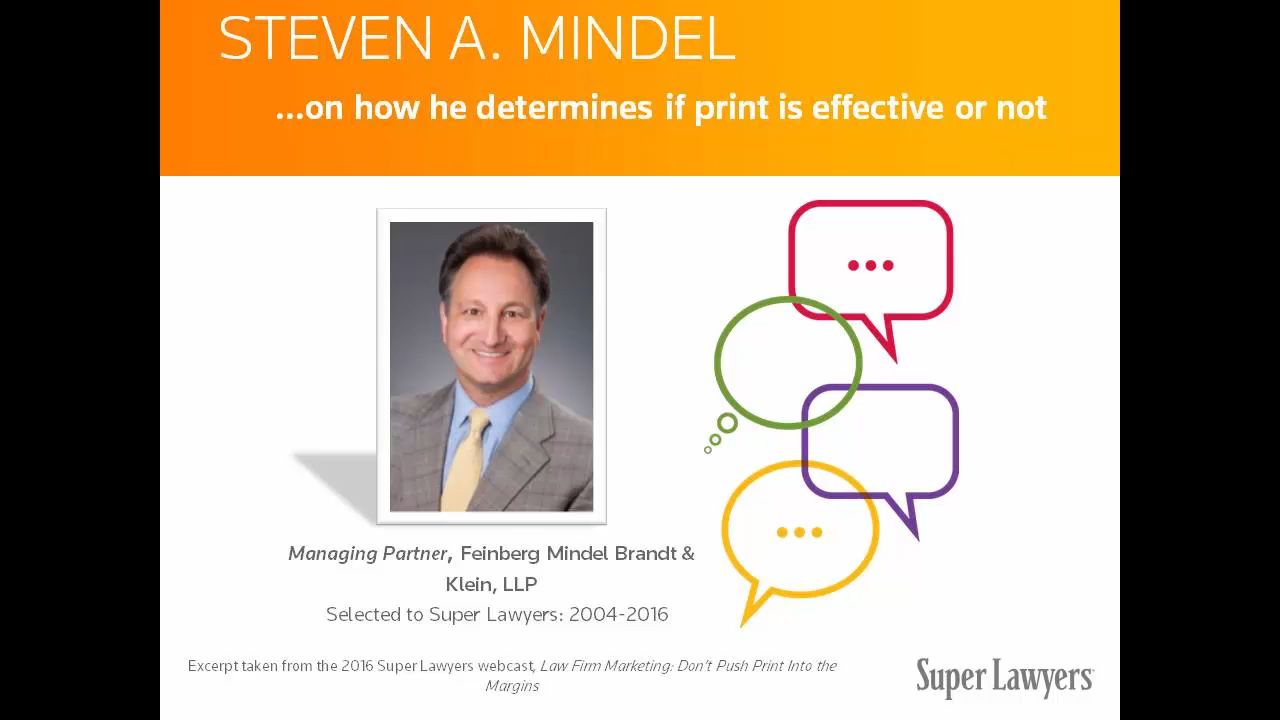 STEVEN A. MINDEL
...on how he determines if print is effective or not
Managing Partner, Feinberg Mindel Brandt &
Klein, LLP
Selected to Super Lawyers: 2004-2016
Excerpt taken from the 2016 Super Lawyers webcast, Law Firm Marketing: Don't Push Print Into the
Margins
Super Lawyers